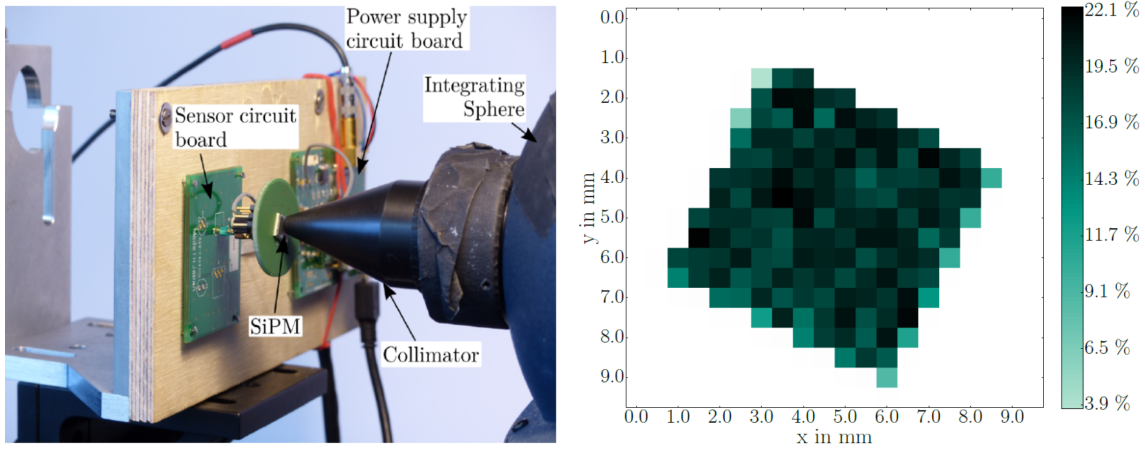 Power supply
circuit board
Integrating
Sphere
Sensor circuit
board
SiPM
Collimator
y in mm
0.0
1.0
2.0
3.0
4.0
5.0
6.0
7.0
8.0
9.0
0.0 1.0 2.0 3.0 4.0 5.0 6.0 7.0 8.0 9.0
x in mm
22.1 %
19.5 %
16.9 %
14.3 %
11.7 %
9.1 %
6.5 %
3.9 %